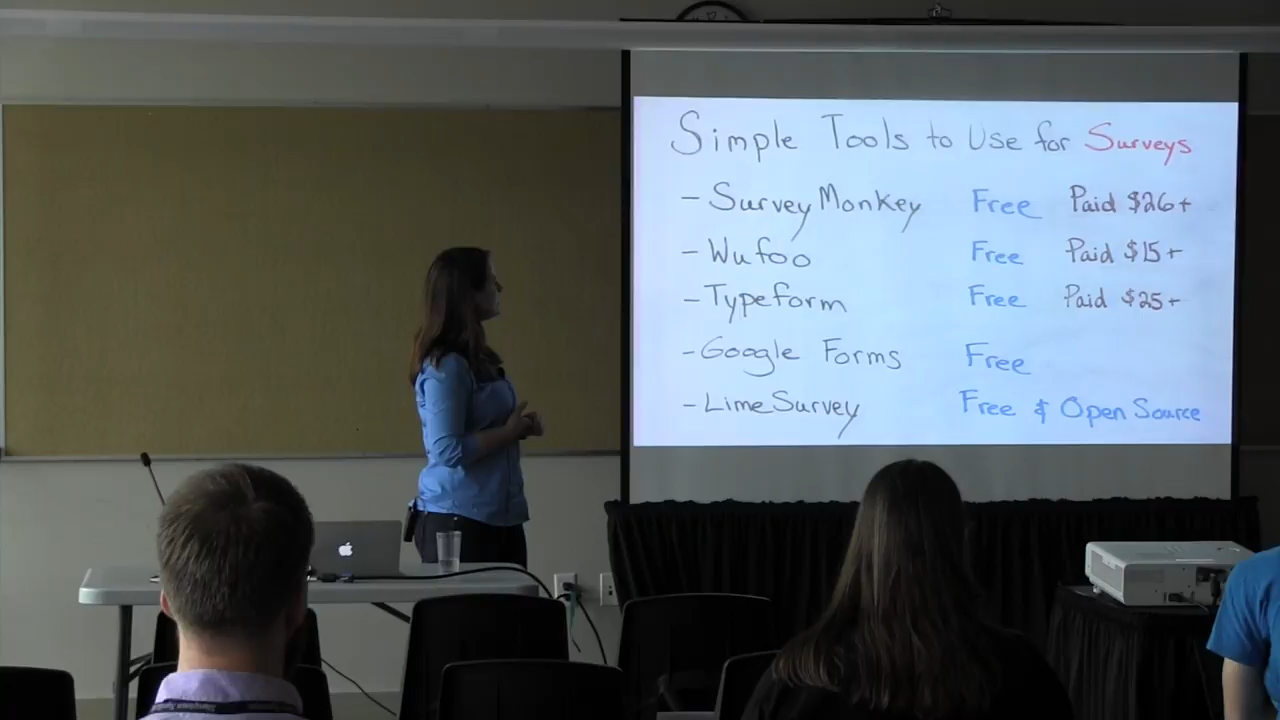 Simple Tools to Use for Surveys
- SurveyMonkey Free Paid $26+
- Wufoo Free Paid $15+
- Typeform Free Paid $25+
- Google Forms Free
- LimeSurvey Free & Open Source